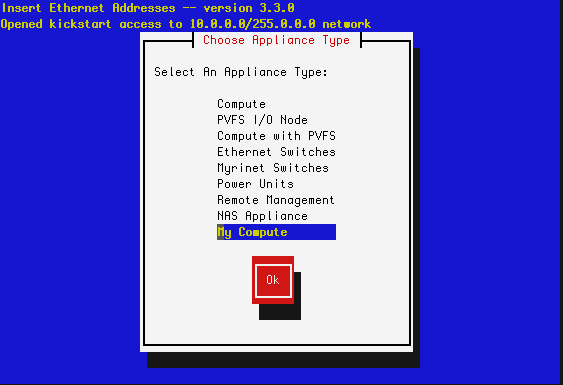 Insert Ethernet Addresses -- version 3.3.0
Opened kickstart access to 10.0.0.0/255.0.0.0 network
Choose Appliance Type
Select An Appliance Type:
Compute
PVFS I/O Node
Compute with PVFS
Ethernet Switches
Myrinet Switches
Power Units
Remote Management
NAS Appliance
My Compute
Ok